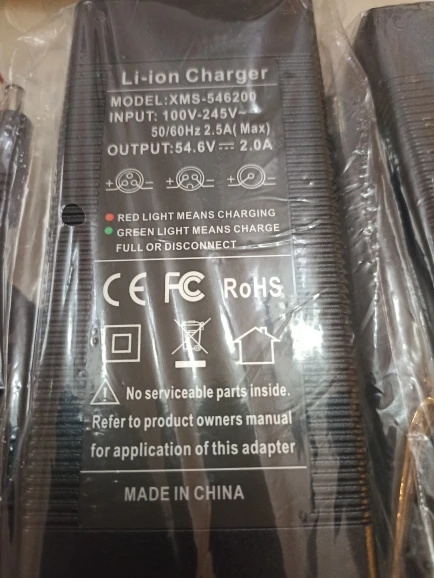 Li-ion Charger
MODEL:XMS-546200
INPUT: 100V-245V~
50/60Hz 2.5A( Max)
OUTPUT:54.6V⎓ 2.0A
+ - + - + -
RED LIGHT MEANS CHARGING
GREEN LIGHT MEANS CHARGE
FULL OR DISCONNECT
CE FC RoHS
No serviceable parts inside.
Refer to product owners manual
for application of this adapter
MADE IN CHINA